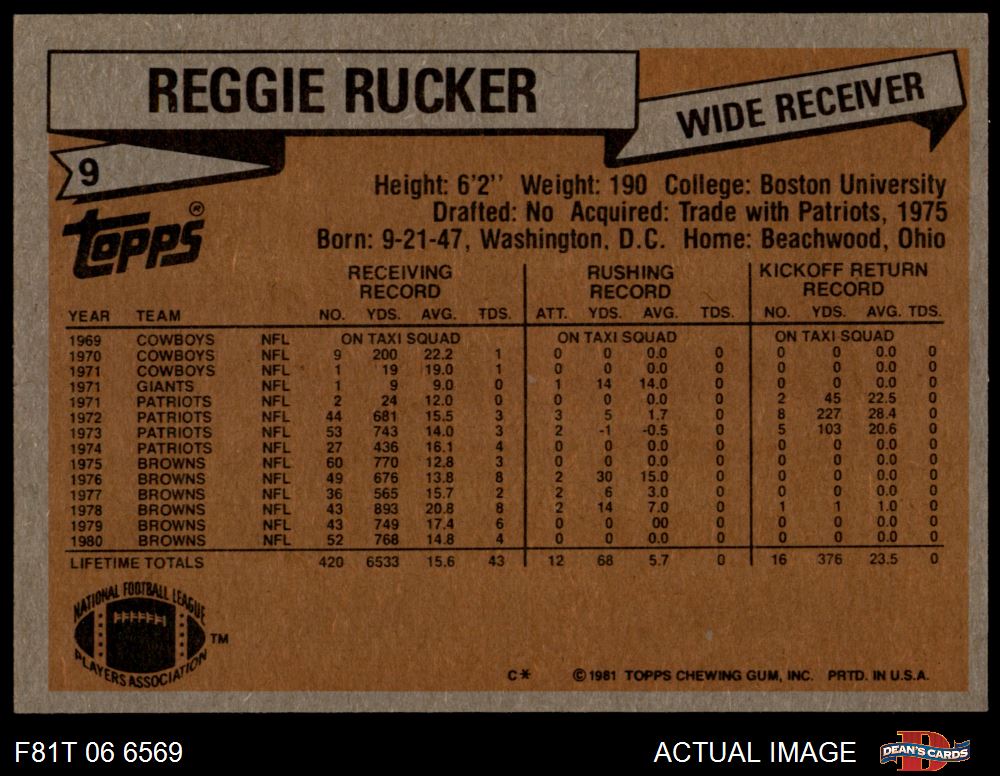 REGGIE RUCKER
WIDE RECEIVER
9
TOPPS®
Height: 6'2'' Weight: 190 College: Boston University
Drafted: No Acquired: Trade with Patriots, 1975
Born: 9-21-47, Washington, D.C. Home: Beachwood, Ohio
RECEIVING RUSHING KICKOFF RETURN
RECORD RECORD RECORD
YEAR TEAM NO. YDS. AVG. TDS. ATT. YDS. AVG. TDS. NO. YDS. AVG. TDS.
1969 COWBOYS NFL ON TAXI SQUAD ON TAXI SQUAD ON TAXI SQUAD
1970 COWBOYS NFL 9 200 22.2 1 0 0 0.0 0 0 0 0.0 0
1971 COWBOYS NFL 1 19 19.0 1 0 0 0.0 0 0 0 0.0 0
1971 GIANTS NFL 1 9 9.0 0 1 14 14.0 0 0 0 0.0 0
1971 PATRIOTS NFL 2 24 12.0 0 0 0 0.0 0 2 45 22.5 0
1972 PATRIOTS NFL 44 681 15.5 3 3 5 1.7 0 8 227 28.4 0
1973 PATRIOTS NFL 53 743 14.0 3 2 -1 -0.5 0 5 103 20.6 0
1974 PATRIOTS NFL 27 436 16.1 4 0 0 0.0 0 0 0 0.0 0
1975 BROWNS NFL 60 770 12.8 3 0 0 0.0 0 0 0 0.0 0
1976 BROWNS NFL 49 676 13.8 8 2 30 15.0 0 0 0 0.0 0
1977 BROWNS NFL 36 565 15.7 2 2 6 3.0 0 0 0 0.0 0
1978 BROWNS NFL 43 893 20.8 8 2 14 7.0 0 1 1 1.0 0
1979 BROWNS NFL 43 749 17.4 6 0 0 00 0 0 0 0.0 0
1980 BROWNS NFL 52 768 14.8 4 0 0 0.0 0 0 0 0.0 0
LIFETIME TOTALS 420 6533 15.6 43 12 68 5.7 0 16 376 23.5 0
NATIONAL FOOTBALL LEAGUE
PLAYERS ASSOCIATION
TM
C* ©1981 TOPPS CHEWING GUM, INC. PRTD. IN U.S.A.
F81T 06 6569 ACTUAL IMAGE D DEAN'S CARDS